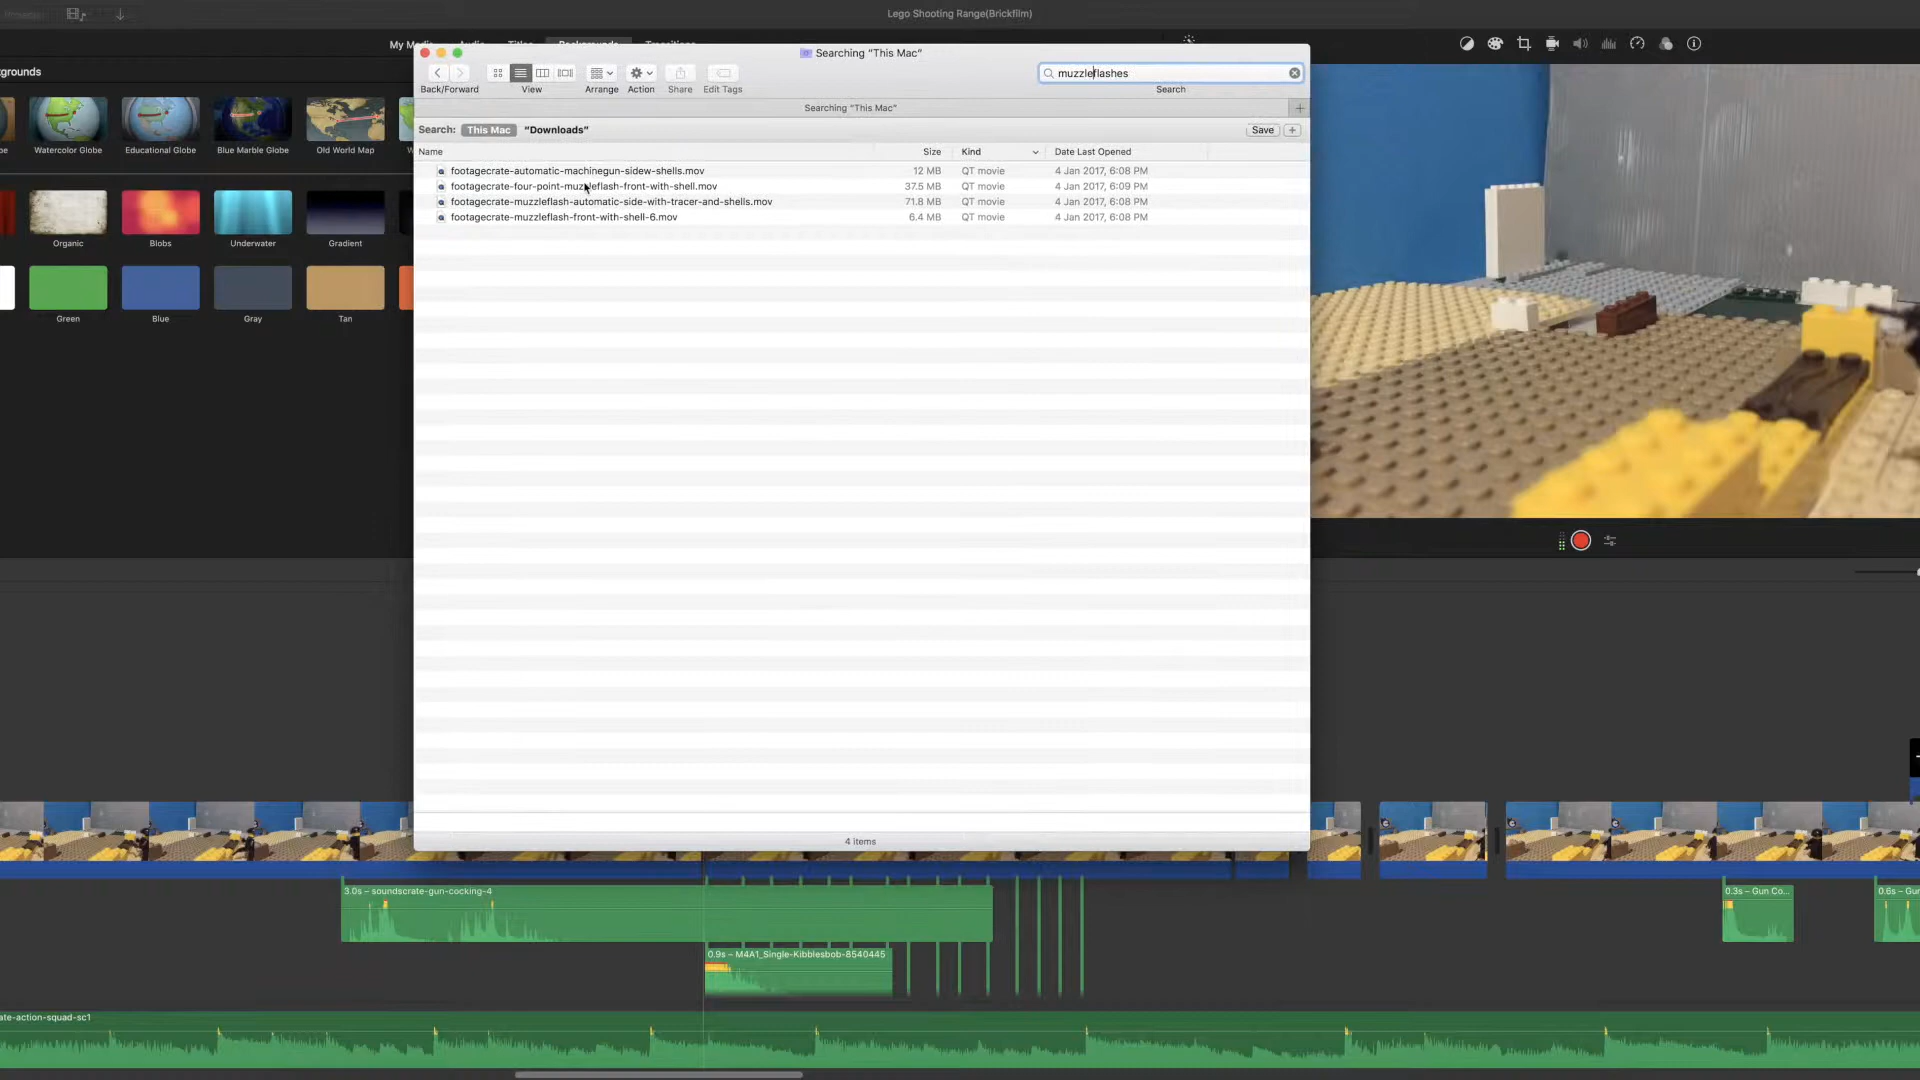 Lego Shooting Range(Brickfilm)
My Me
Searching “This Mac”
muzzleflashes
Back/Forward
View
Arrange
Action
Share
Edit Tags
Search
Searching “This Mac”
Search:
This Mac
“Downloads”
Save
Name
Size
Kind
Date Last Opened
footagecrate-automatic-machinegun-sidew-shells.mov
12 MB
QT movie
4 Jan 2017, 6:08 PM
footagecrate-four-point-muzzleflash-front-with-shell.mov
37.5 MB
QT movie
4 Jan 2017, 6:09 PM
footagecrate-muzzleflash-automatic-side-with-tracer-and-shells.mov
71.8 MB
QT movie
4 Jan 2017, 6:08 PM
footagecrate-muzzleflash-front-with-shell-6.mov
6.4 MB
QT movie
4 Jan 2017, 6:08 PM
4 items
grounds
be
Watercolor Globe
Educational Globe
Blue Marble Globe
Old World Map
W
Organic
Blobs
Underwater
Gradient
Green
Blue
Gray
Tan
3.0s – soundscrate-gun-cocking-4
0.3s – Gun Co...
0.6s – Gun
0.9s – M4A1_Single-Kibblesbob-8540445
ate-action-squad-sc1